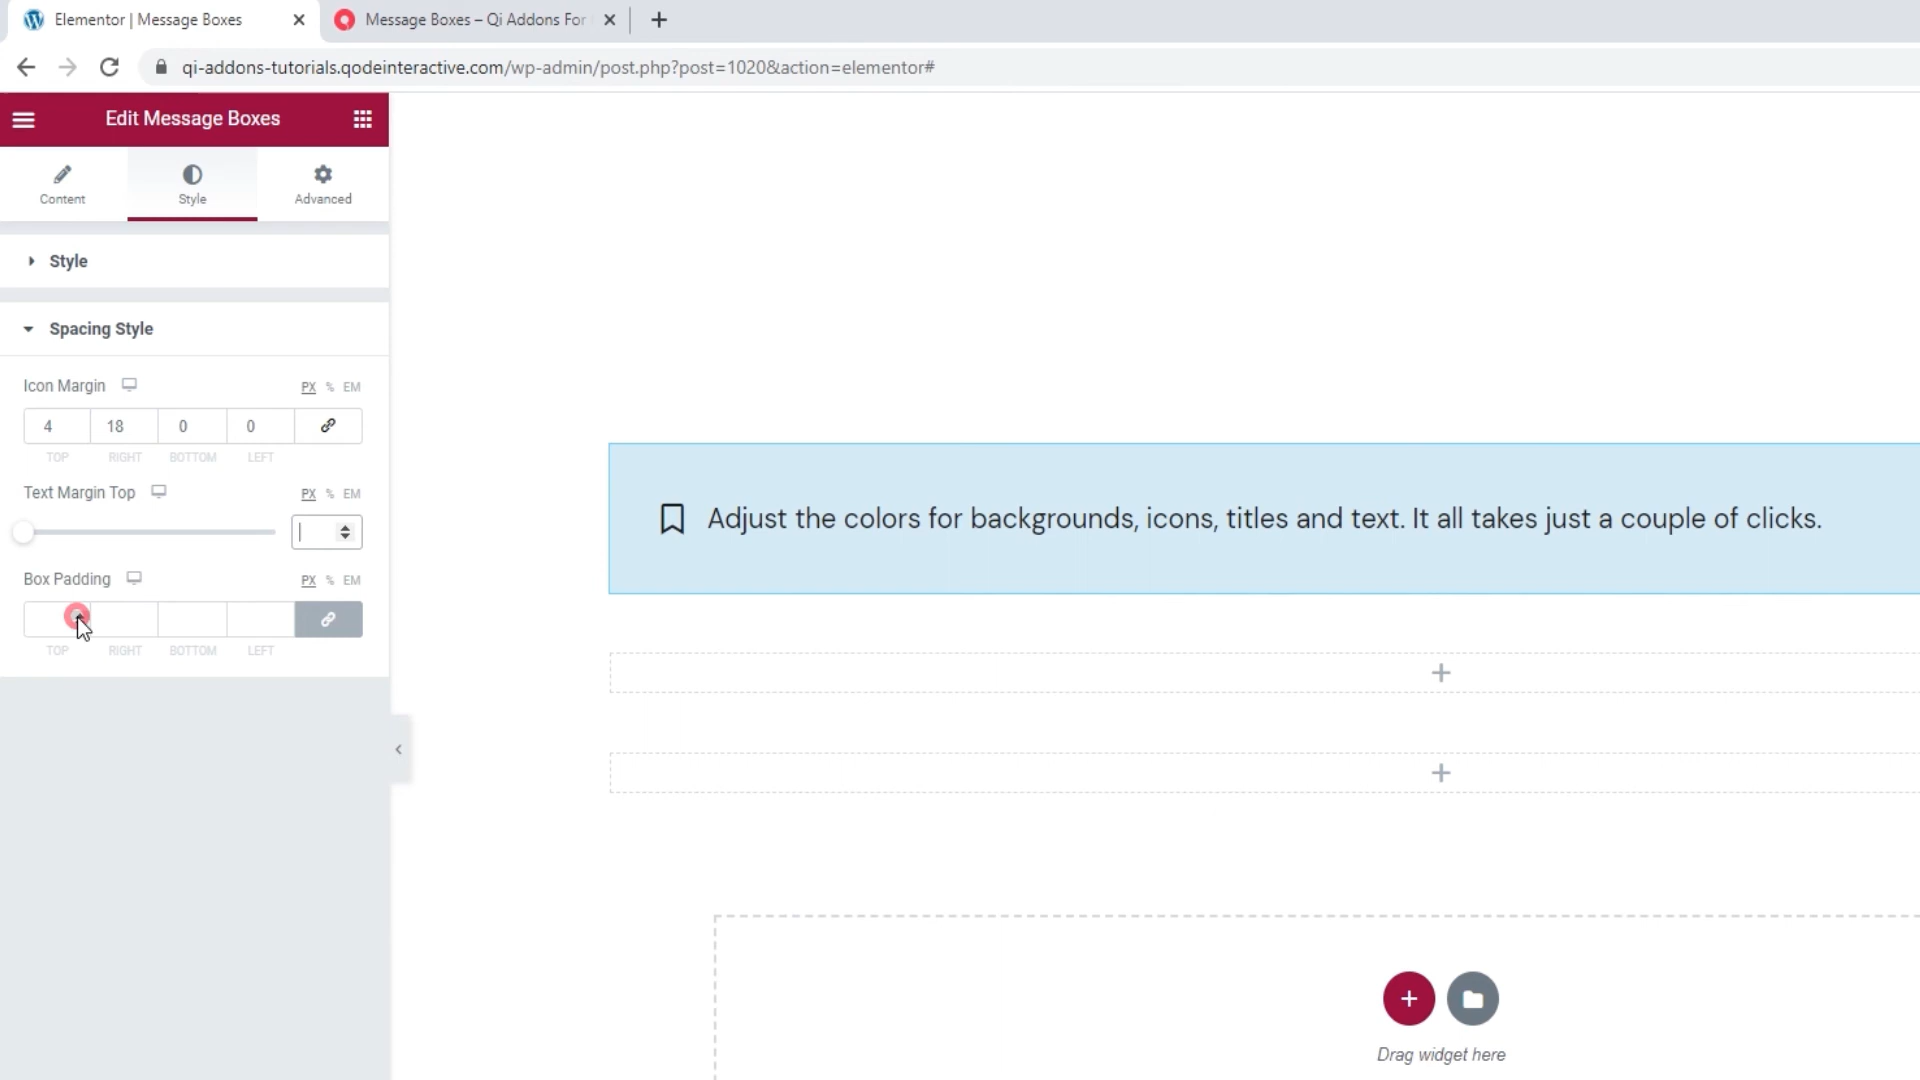 Elementor | Message Boxes
Message Boxes – Qi Addons For
qi-addons-tutorials.qodeinteractive.com/wp-admin/post.php?post=1020&action=elementor#
Edit Message Boxes
Content
Style
Advanced
Style
Spacing Style
Icon Margin
PX % EM
4 18 0 0
TOP RIGHT BOTTOM LEFT
Text Margin Top
PX % EM
Box Padding
PX % EM
TOP RIGHT BOTTOM LEFT
Adjust the colors for backgrounds, icons, titles and text. It all takes just a couple of clicks.
Drag widget here